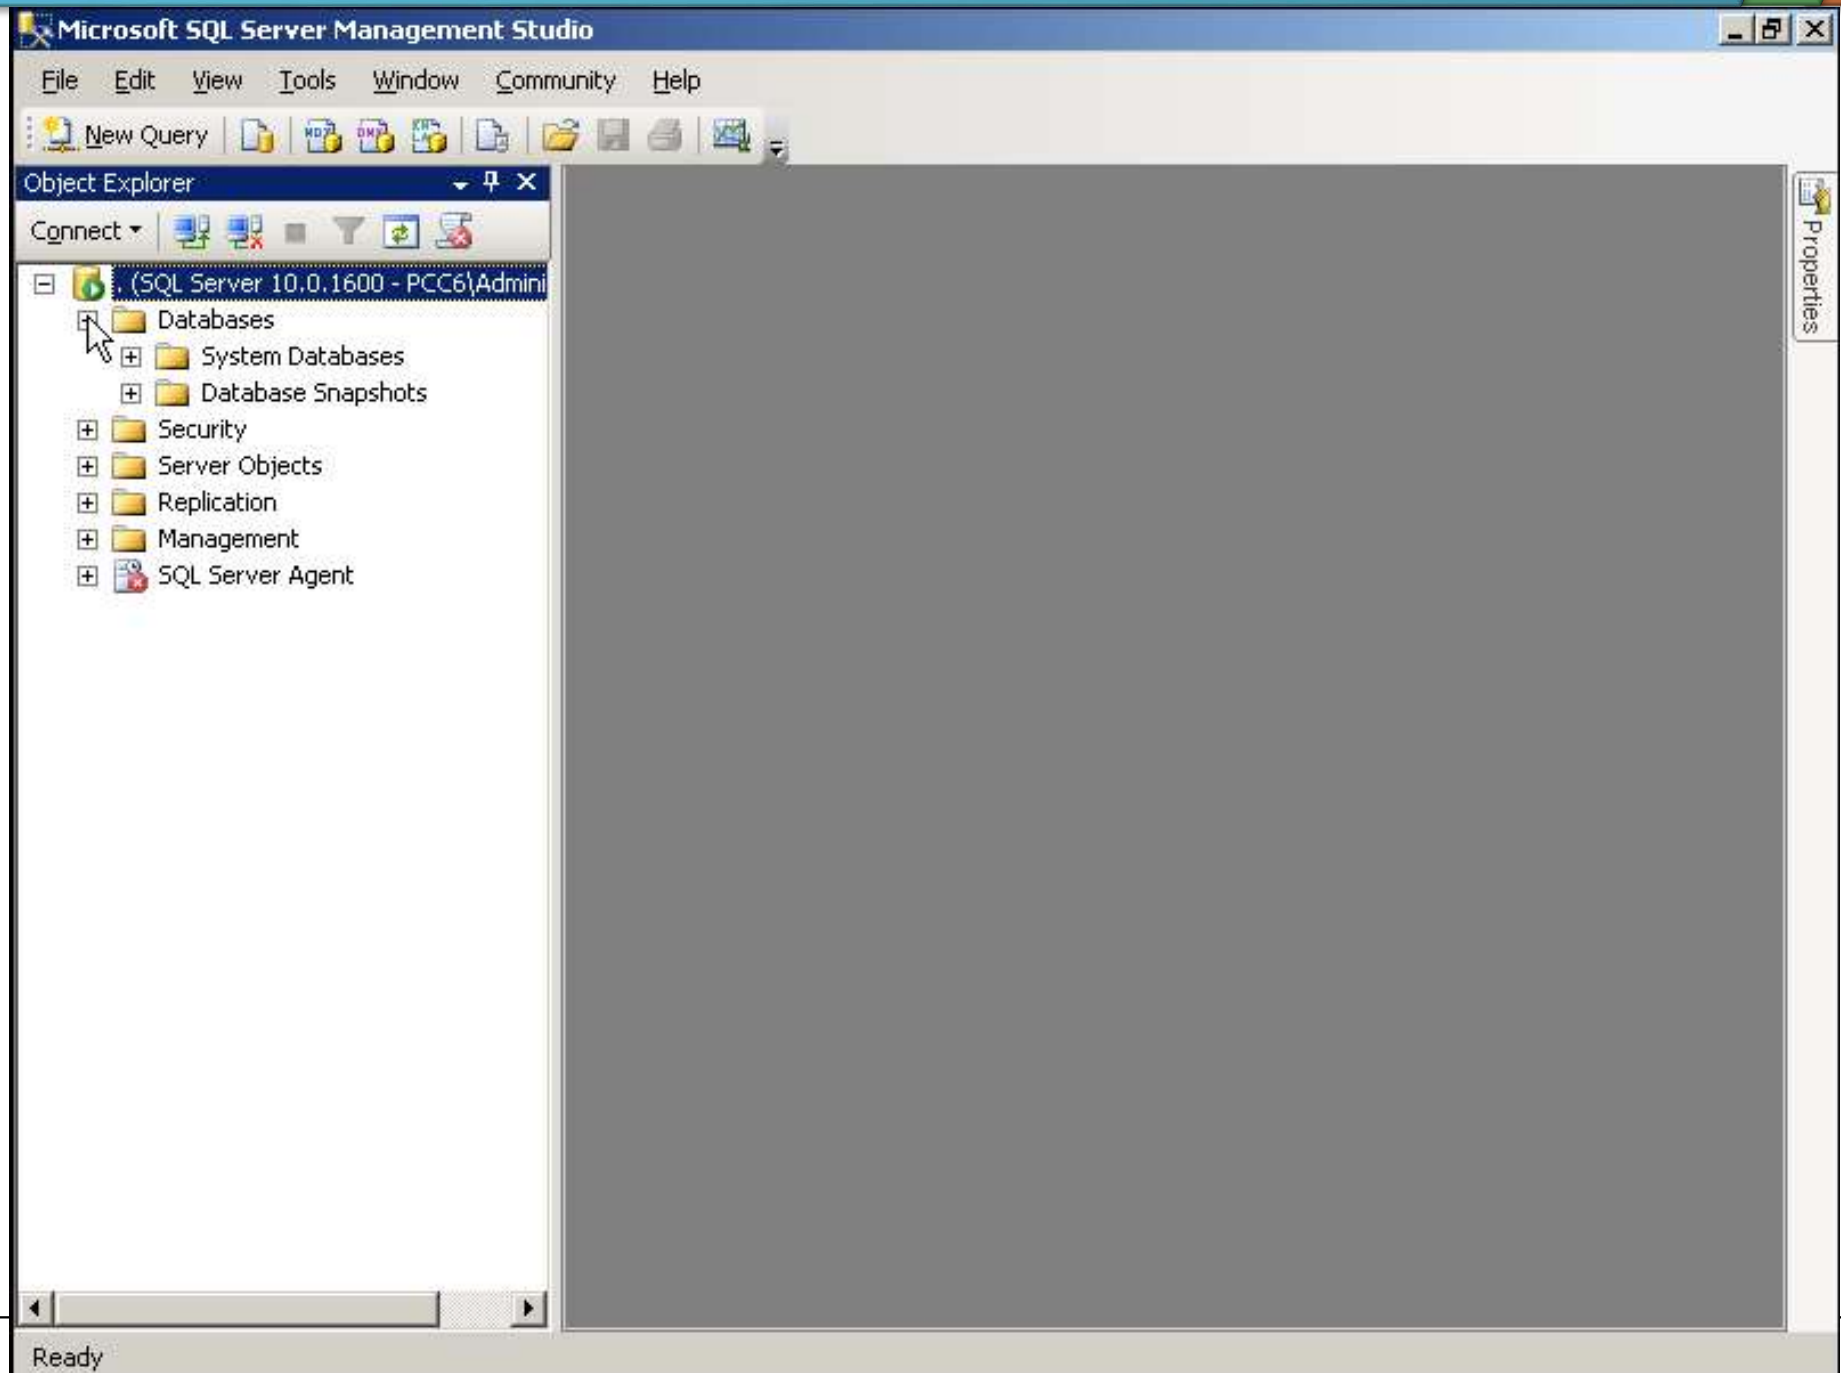 Microsoft SQL Server Management Studio
File Edit View Tools Window Community Help
New Query
Object Explorer
Connect
. (SQL Server 10.0.1600 - PCC6\Admini
Databases
System Databases
Database Snapshots
Security
Server Objects
Replication
Management
SQL Server Agent
Properties
Ready